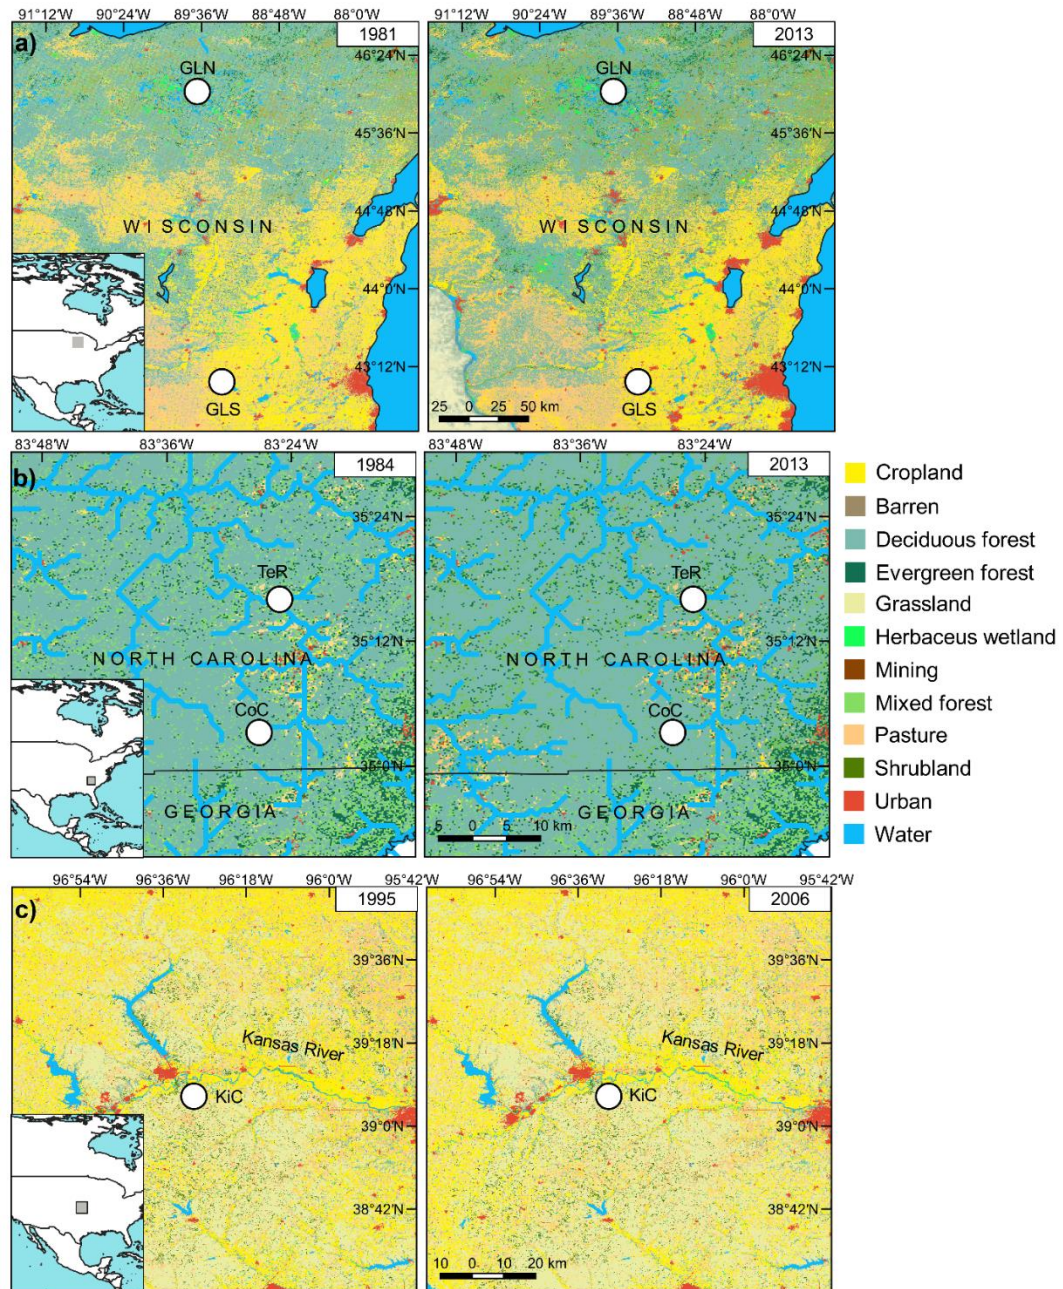 91°12'W 90°24'W 89°36'W 88°48'W 88°0'W
91°12'W 90°24'W 89°36'W 88°48'W 88°0'W
a)
1981
2013
46°24'N
46°24'N
GLN
GLN
45°36'N
45°36'N
44°48'N
44°48'N
WISCONSIN
WISCONSIN
44°0'N
44°0'N
43°12'N
43°12'N
GLS
GLS
25 0 25 50 km
83°48'W 83°36'W 83°24'W
83°48'W 83°36'W 83°24'W
b)
1984
2013
35°24'N
35°24'N
TeR
TeR
35°12'N
35°12'N
NORTH CAROLINA
NORTH CAROLINA
CoC
CoC
35°0'N
35°0'N
GEORGIA
GEORGIA
5 0 5 10 km
Cropland
Barren
Deciduous forest
Evergreen forest
Grassland
Herbaceus wetland
Mining
Mixed forest
Pasture
Shrubland
Urban
Water
96°54'W 96°36'W 96°18'W 96°0'W 95°42'W
96°54'W 96°36'W 96°18'W 96°0'W 95°42'W
c)
1995
2006
39°36'N
39°36'N
39°18'N
39°18'N
Kansas River
Kansas River
KiC
KiC
39°0'N
39°0'N
38°42'N
38°42'N
10 0 10 20 km